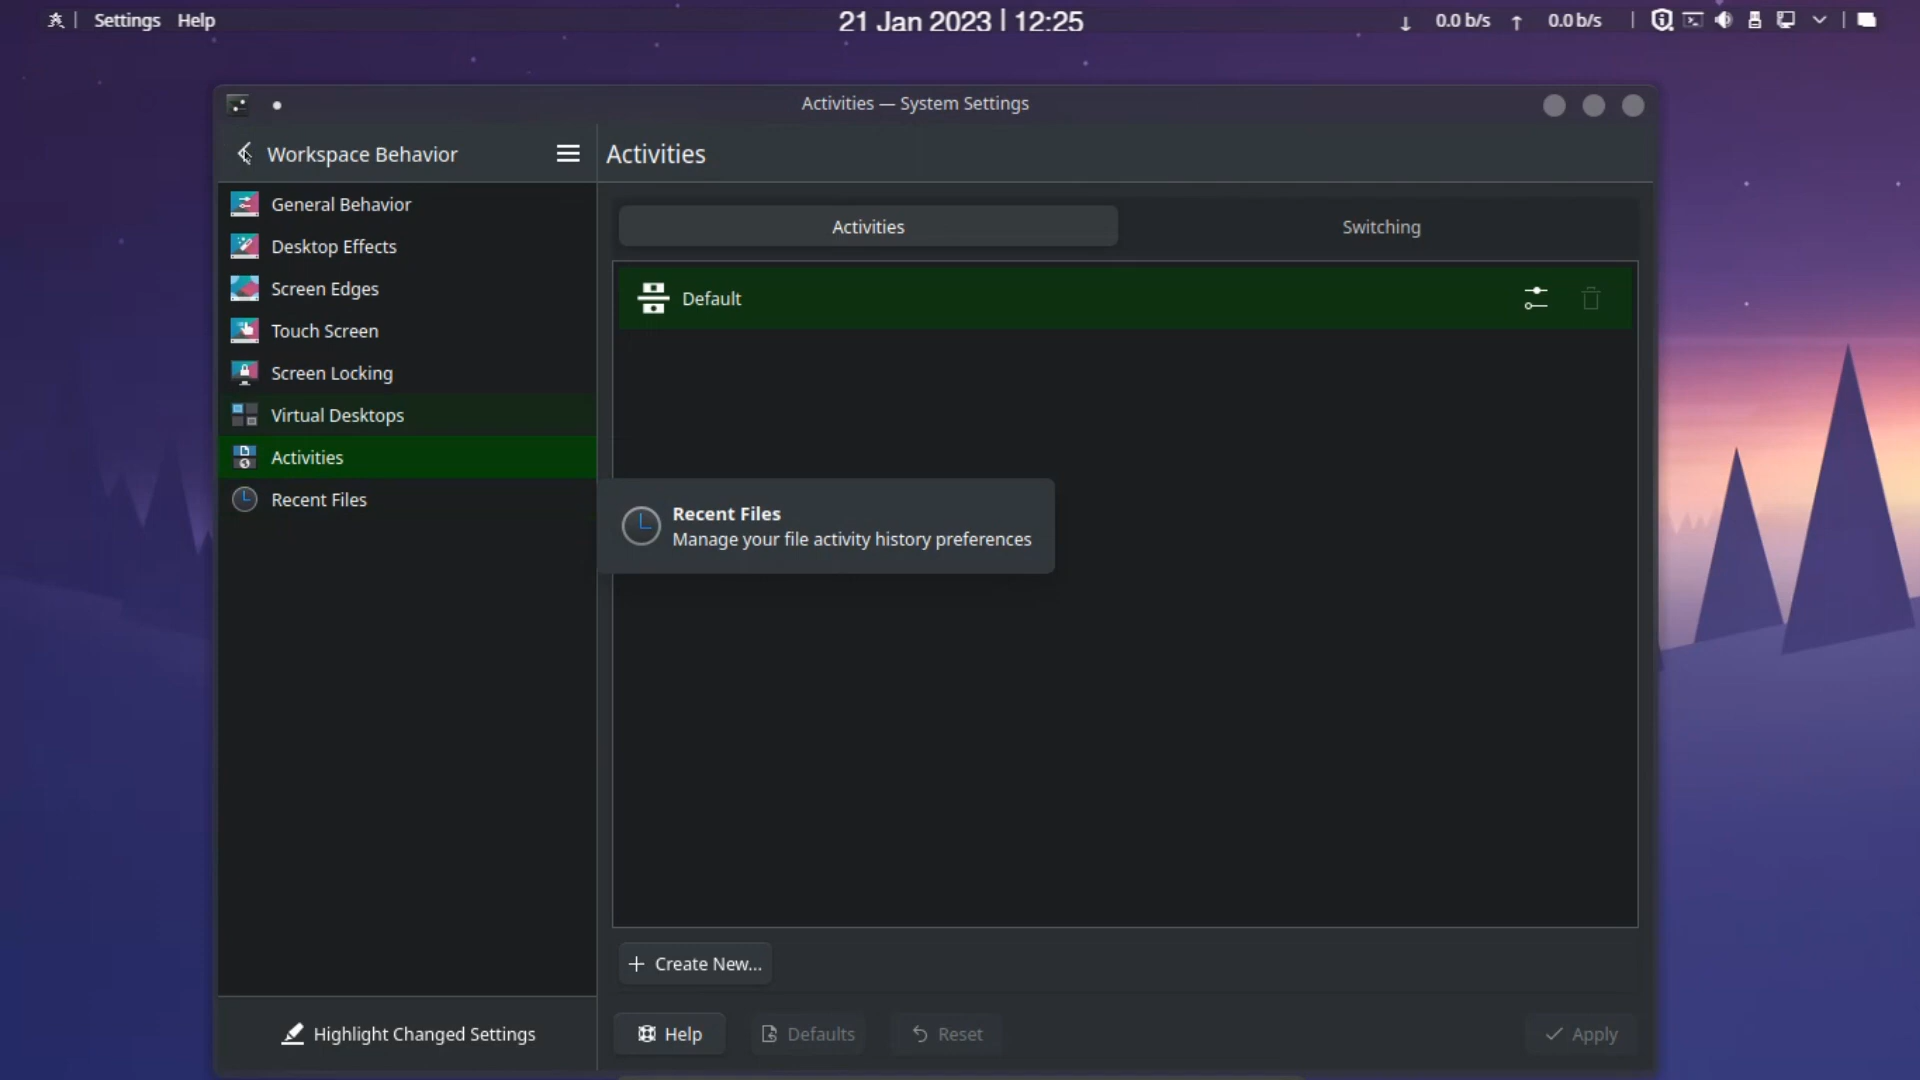 Settings Help
21 Jan 2023 | 12:25
↓ 0.0 b/s ↑ 0.0 b/s
Activities — System Settings
Workspace Behavior
Activities
General Behavior
Desktop Effects
Screen Edges
Touch Screen
Screen Locking
Virtual Desktops
Activities
Recent Files
Activities
Switching
Default
Recent Files
Manage your file activity history preferences
Create New...
Highlight Changed Settings
Help
Defaults
Reset
Apply